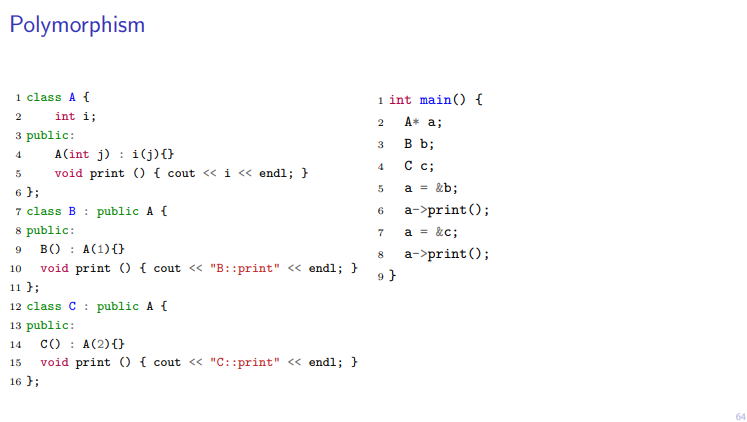 Polymorphism
1 class A {
2     int i;
3 public:
4     A(int j) : i(j){}
5     void print () { cout << i << endl; }
6 };
7 class B : public A {
8 public:
9   B() : A(1){}
10   void print () { cout << "B::print" << endl; }
11 };
12 class C : public A {
13 public:
14   C() : A(2){}
15   void print () { cout << "C::print" << endl; }
16 };
1 int main() {
2   A* a;
3   B b;
4   C c;
5   a = &b;
6   a->print();
7   a = &c;
8   a->print();
9 }
64